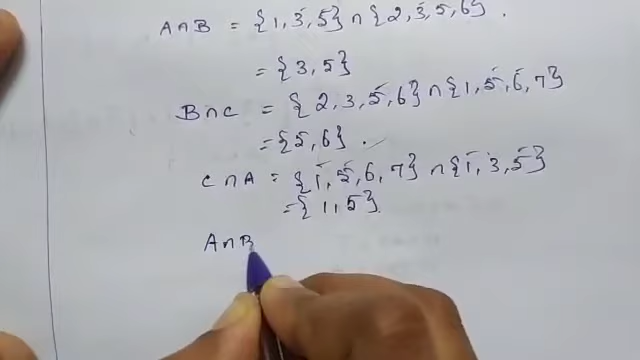 A∩B = {1,3,5} ∩ {2,3,5,6}.
= {3,5}
B∩C = {2,3,5,6} ∩ {1,5,6,7}
= {5,6}.
C∩A = {1,5,6,7} ∩ {1,3,5}
= {1,5}.
A∩B